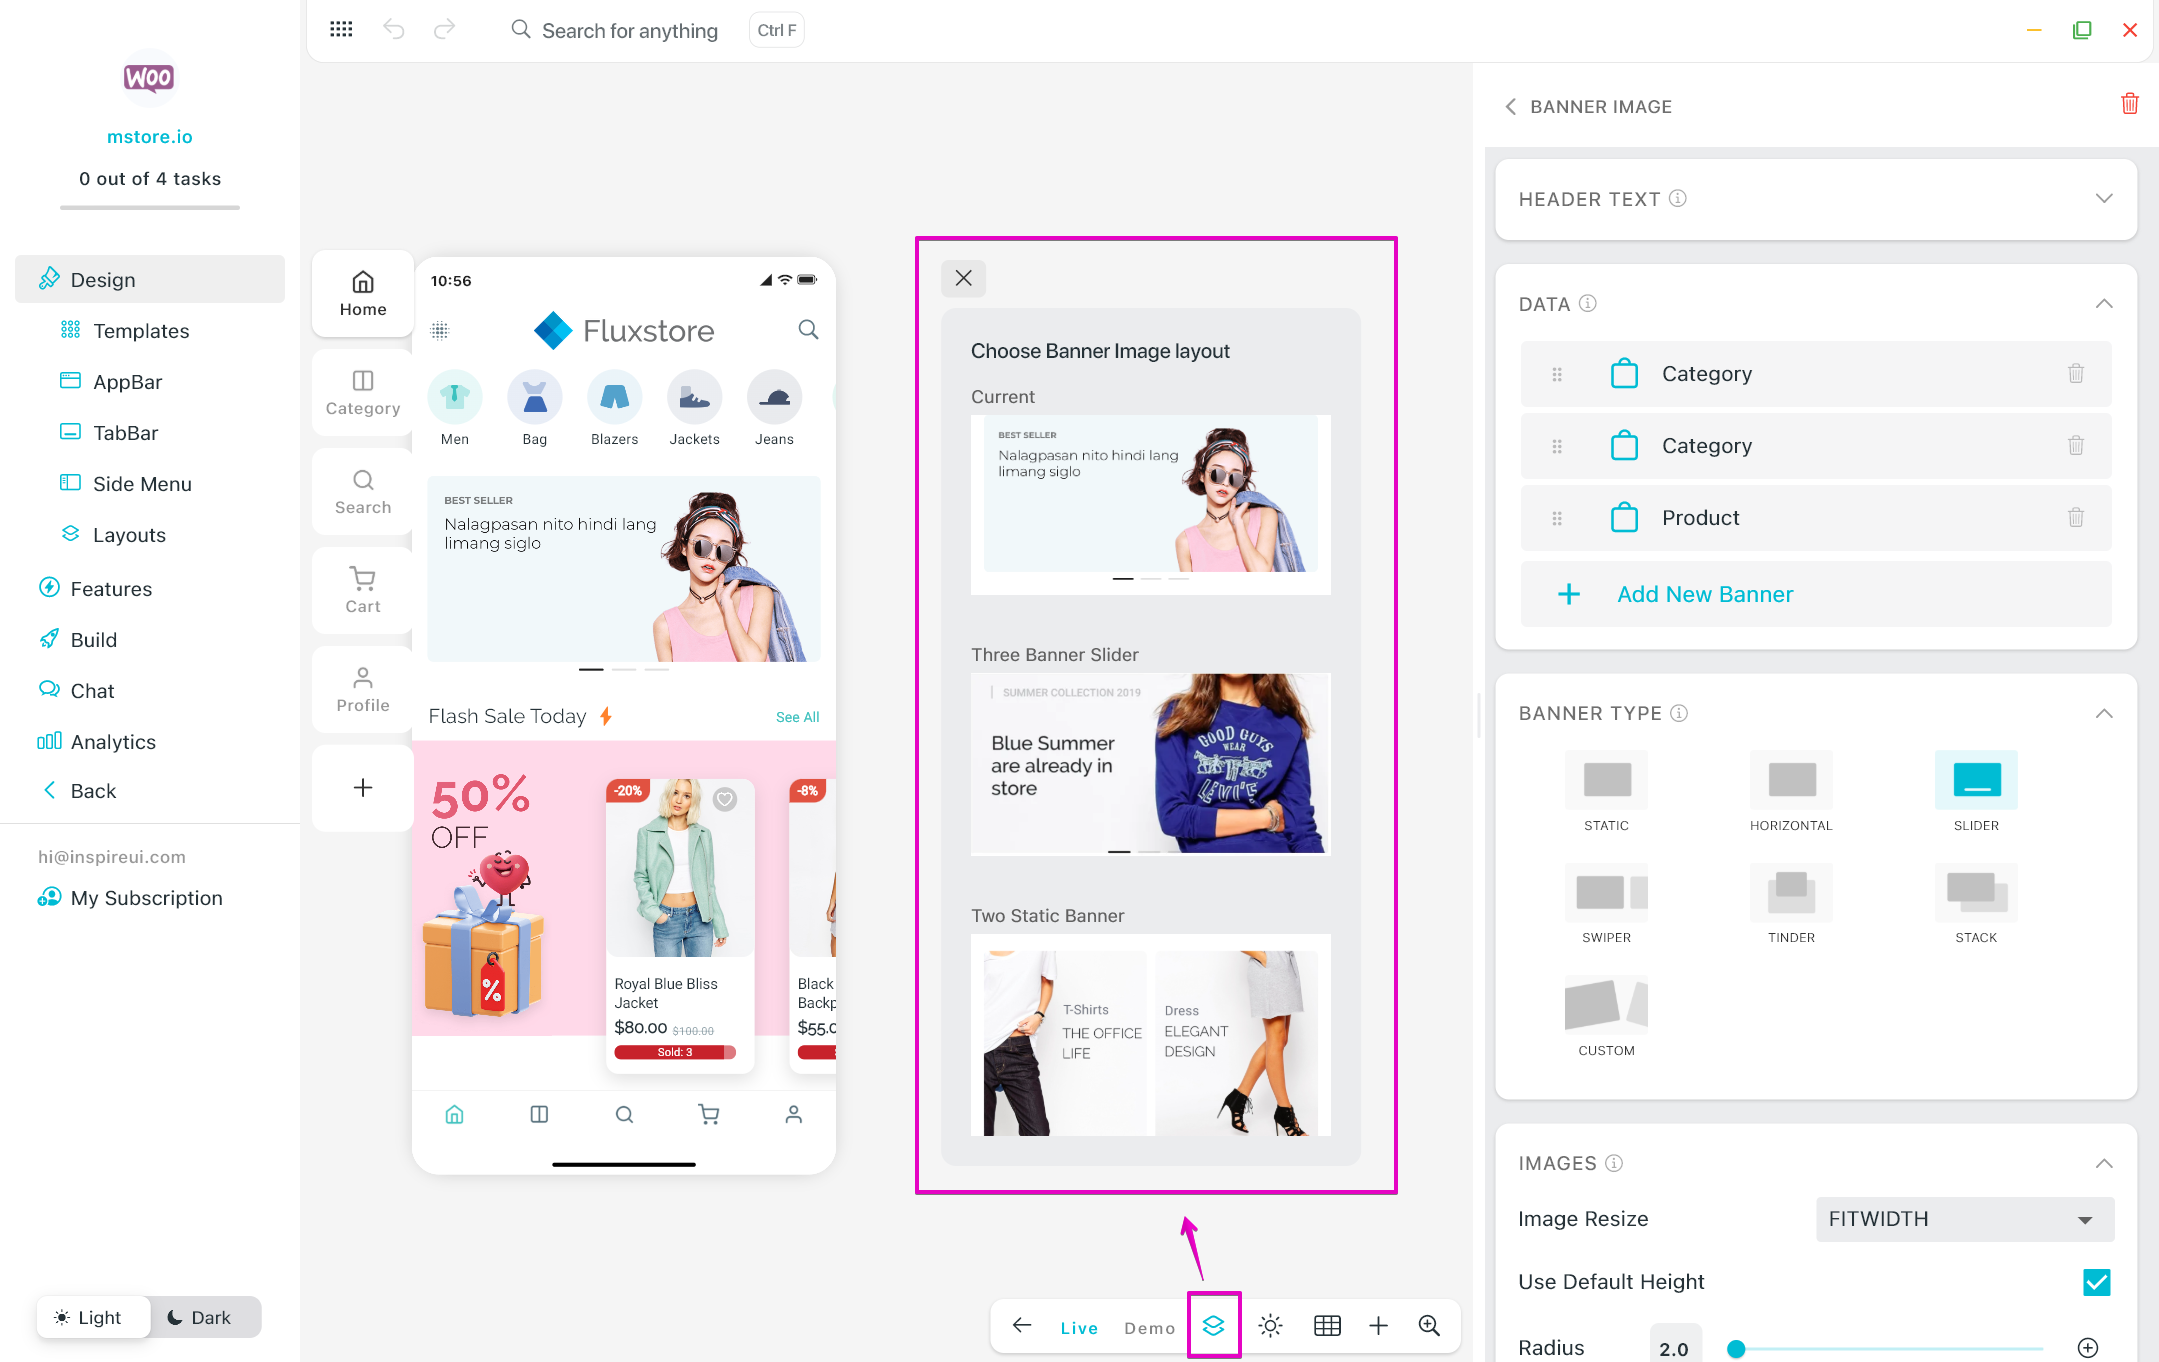 Search for anything
Ctrl F
WOO
mstore.io
0 out of 4 tasks
Design
Templates
AppBar
TabBar
Side Menu
Layouts
Features
Build
Chat
Analytics
Back
hi@inspireui.com
My Subscription
Light
Dark
Home
Category
Search
Cart
Profile
10:56
Fluxstore
Men
Bag
Blazers
Jackets
Jeans
BEST SELLER
Nalagpasan nito hindi lang
limang siglo
Flash Sale Today
See All
50%
OFF
%
-20%
Royal Blue Bliss
Jacket
$80.00 $100.00
Sold: 3
-8%
Black
Backp
$55.0
Choose Banner Image layout
Current
BEST SELLER
Nalagpasan nito hindi lang
limang siglo
Three Banner Slider
SUMMER COLLECTION 2019
Blue Summer
are already in
store
GOOD GUYS
WEAR
LEVI'S
Two Static Banner
T-Shirts
THE OFFICE
LIFE
Dress
ELEGANT
DESIGN
Live
Demo
BANNER IMAGE
HEADER TEXT
DATA
Category
Category
Product
Add New Banner
BANNER TYPE
STATIC
HORIZONTAL
SLIDER
SWIPER
TINDER
STACK
CUSTOM
IMAGES
Image Resize
FITWIDTH
Use Default Height
Radius
2.0